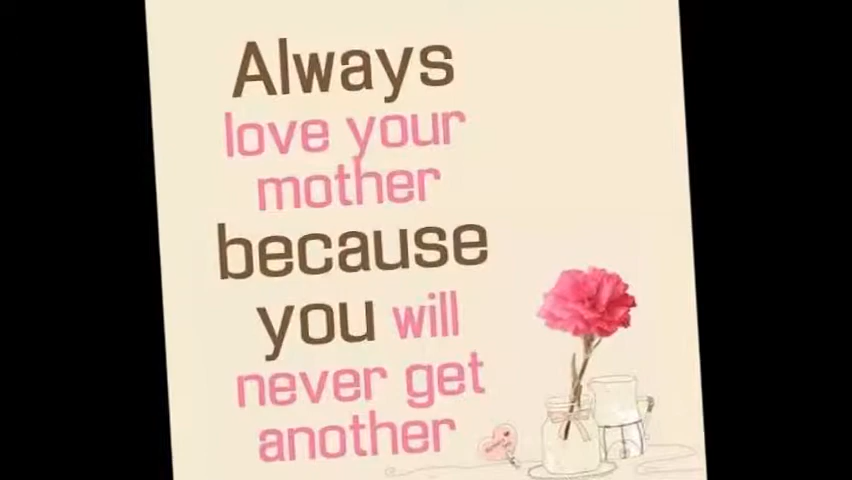 Always
love your
mother
because
you will
never get
another